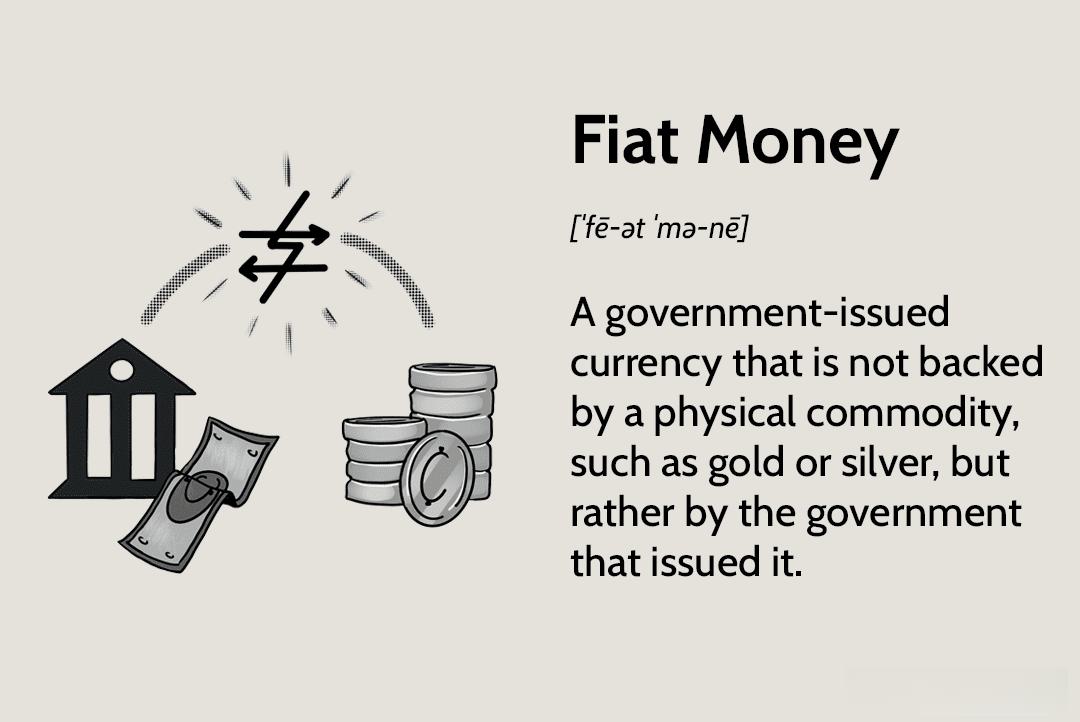 Fiat Money
[ˈfē-ət ˈmə-nē]
A government-issued
currency that is not backed
by a physical commodity,
such as gold or silver, but
rather by the government
that issued it.